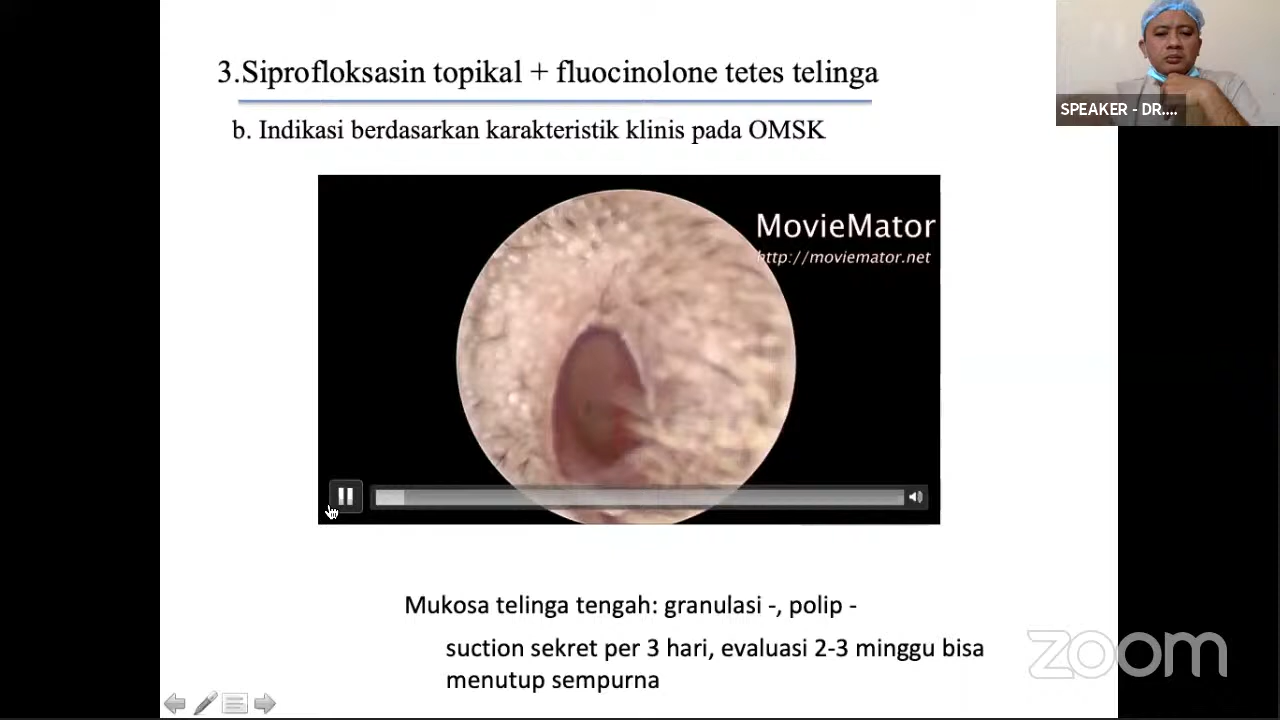 3.Siprofloksasin topikal + fluocinolone tetes telinga
SPEAKER - DR....
b. Indikasi berdasarkan karakteristik klinis pada OMSK
MovieMator
http://moviemator.net
Mukosa telinga tengah: granulasi -, polip -
suction sekret per 3 hari, evaluasi 2-3 minggu bisa
menutup sempurna
zoom